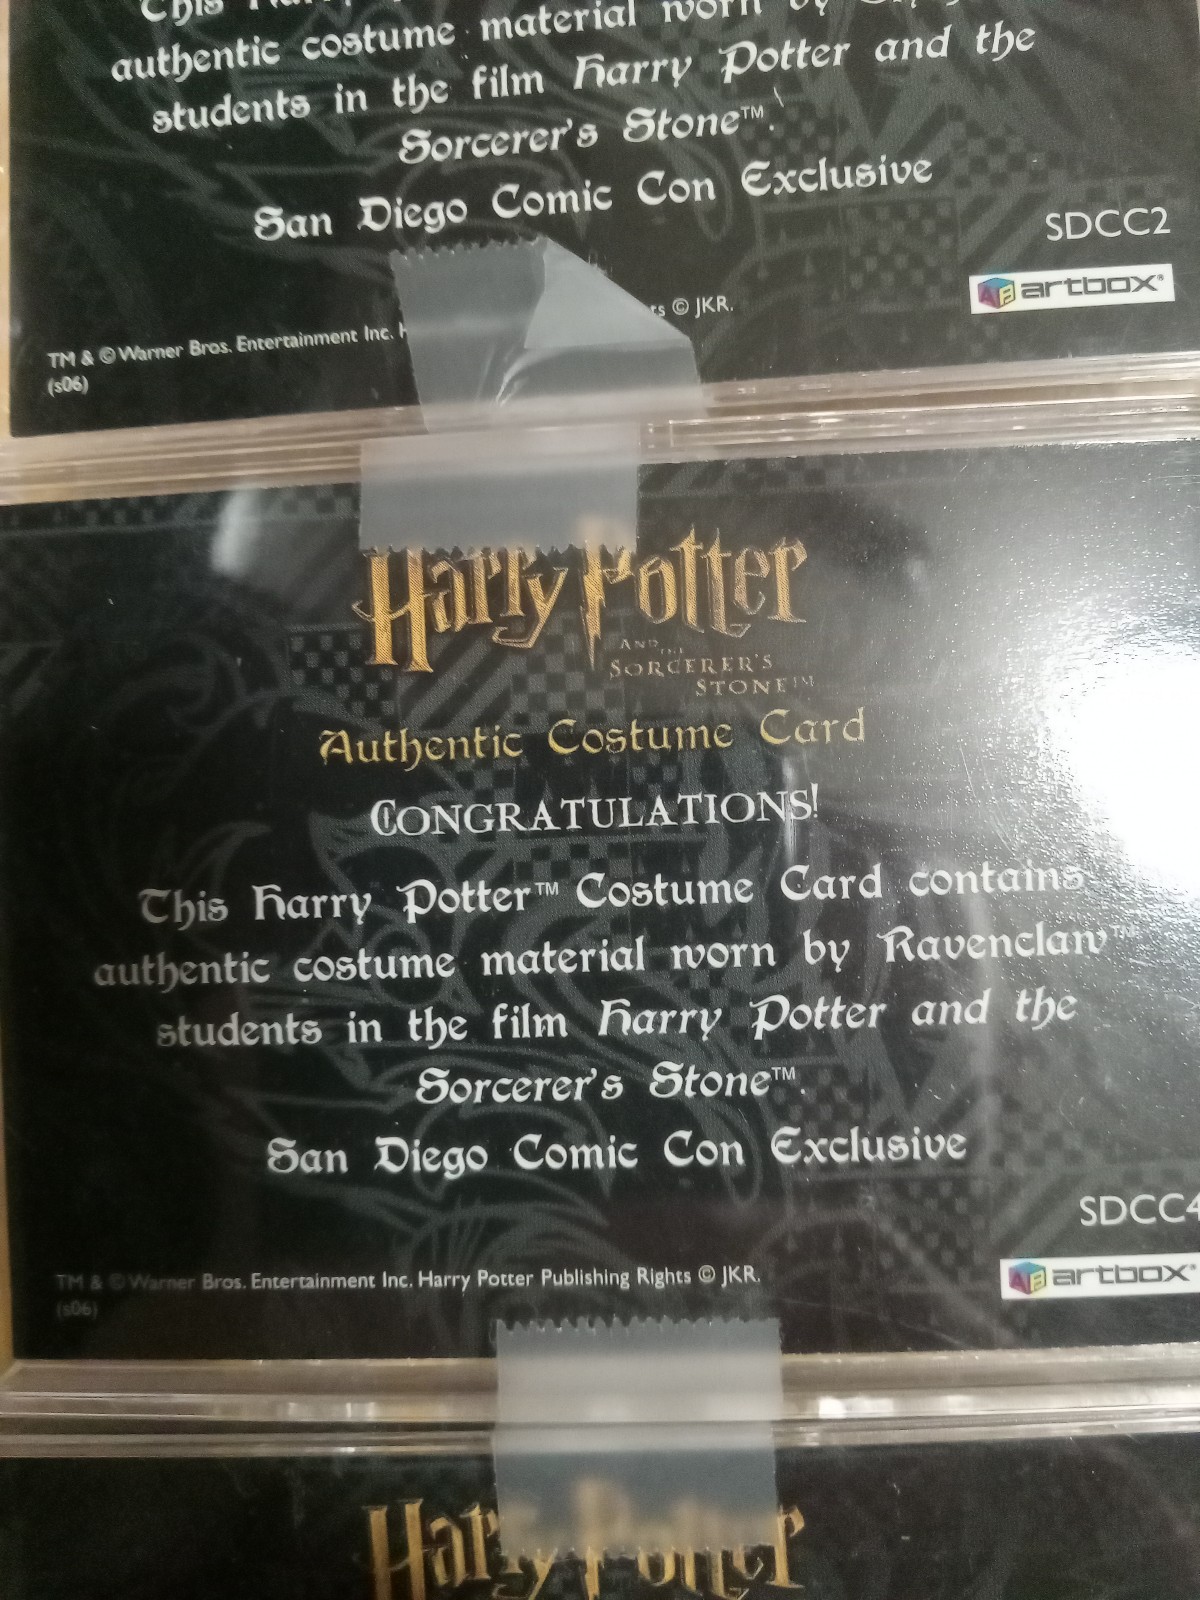 This
authentic costume material worn by
students in the film Harry Potter and the
Sorcerer's Stone™.
San Diego Comic Con Exclusive
SDCC2
artbox®
ts © JKR.
TM & © Warner Bros. Entertainment Inc. H
(s06)
Harry Potter
AND THE
SORCERER'S
STONE™
Authentic Costume Card
CONGRATULATIONS!
This Harry Potter™ Costume Card contains
authentic costume material worn by Ravenclaw™
students in the film Harry Potter and the
Sorcerer's Stone™.
San Diego Comic Con Exclusive
SDCC4
artbox®
TM & © Warner Bros. Entertainment Inc. Harry Potter Publishing Rights © JKR.
(s06)
Harry Potter